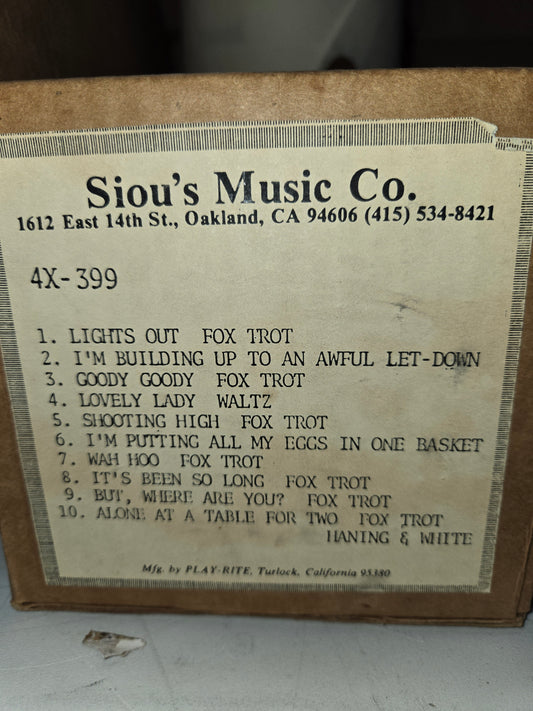 Siou's Music Co.
1612 East 14th St., Oakland, CA 94606 (415) 534-8421
4X-399
1. LIGHTS OUT FOX TROT
2. I'M BUILDING UP TO AN AWFUL LET-DOWN
3. GOODY GOODY FOX TROT
4. LOVELY LADY WALTZ
5. SHOOTING HIGH FOX TROT
6. I'M PUTTING ALL MY EGGS IN ONE BASKET
7. WAH HOO FOX TROT
8. IT'S BEEN SO LONG FOX TROT
9. BUT, WHERE ARE YOU? FOX TROT
10. ALONE AT A TABLE FOR TWO FOX TROT
HANING & WHITE
Mfg. by PLAY-RITE, Turlock, California 95380